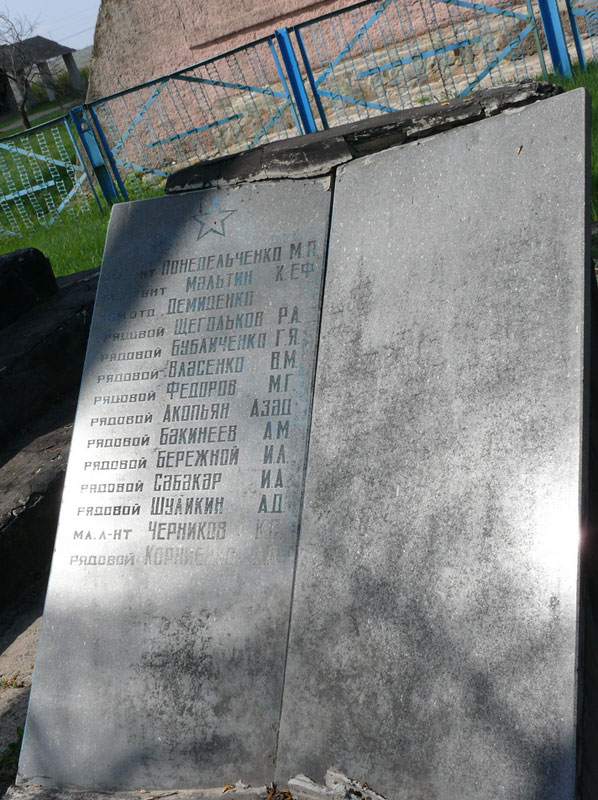 Понедельченко М.П.
Мальтин К.ЕФ
Демиденко
рядовой Щегольков Р.А.
рядовой Бубличенко Г.Я.
рядовой Власенко В.М.
рядовой Федоров М.Г.
рядовой Акопьян Азац
рядовой Бакинеев А.М
рядовой Бережной И.Л.
рядовой Сабакар И.А
рядовой Шуликин А.Д
мл.л-нт Черников
рядовой